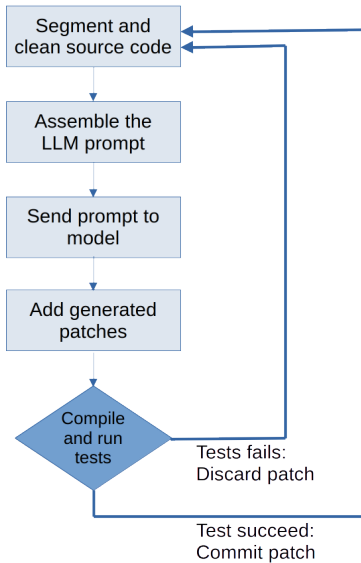 Segment and
clean source code
Assemble the
LLM prompt
Send prompt to
model
Add generated
patches
Compile
and run
tests
Tests fails:
Discard patch
Test succeed:
Commit patch